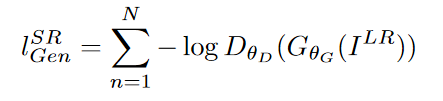 $l^{SR}_{Gen} = \sum_{n=1}^{N} -\log D_{\theta_D}(G_{\theta_G}(I^{LR}))$